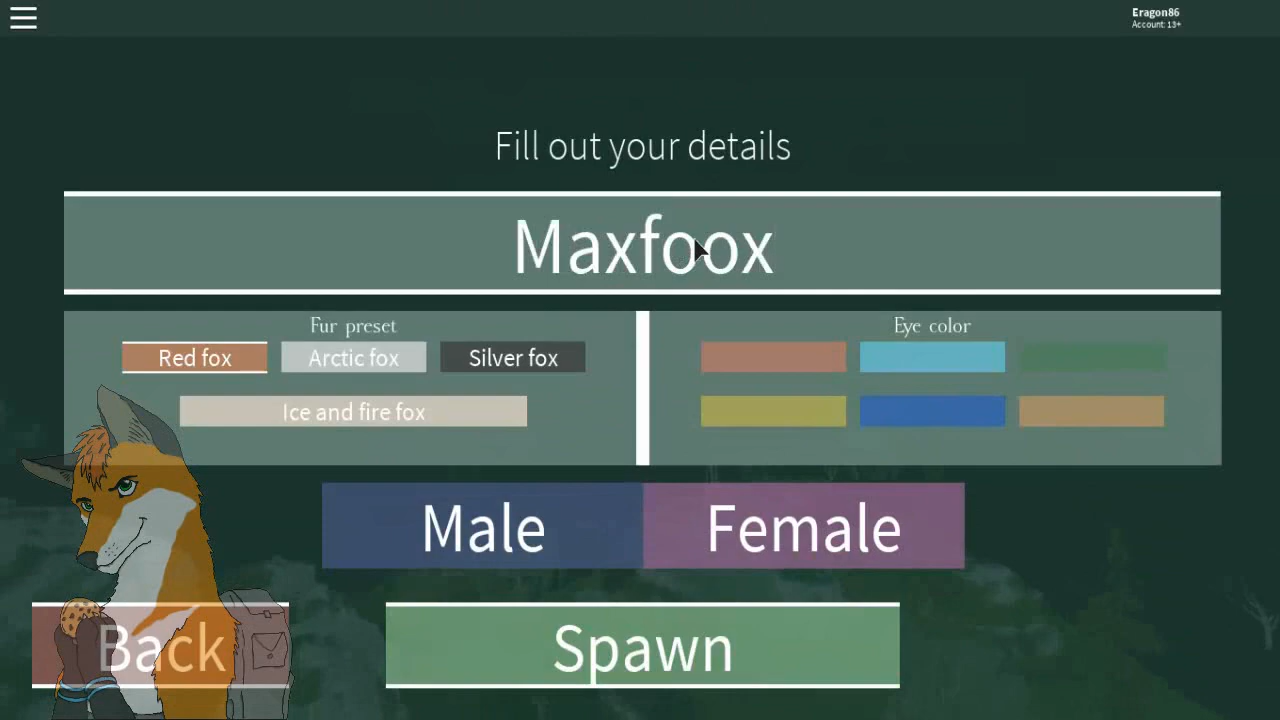 Eragon86
Account: 13+
Fill out your details
Maxfoox
Fur preset
Eye color
Red fox
Arctic fox
Silver fox
Ice and fire fox
Male
Female
Back
Spawn